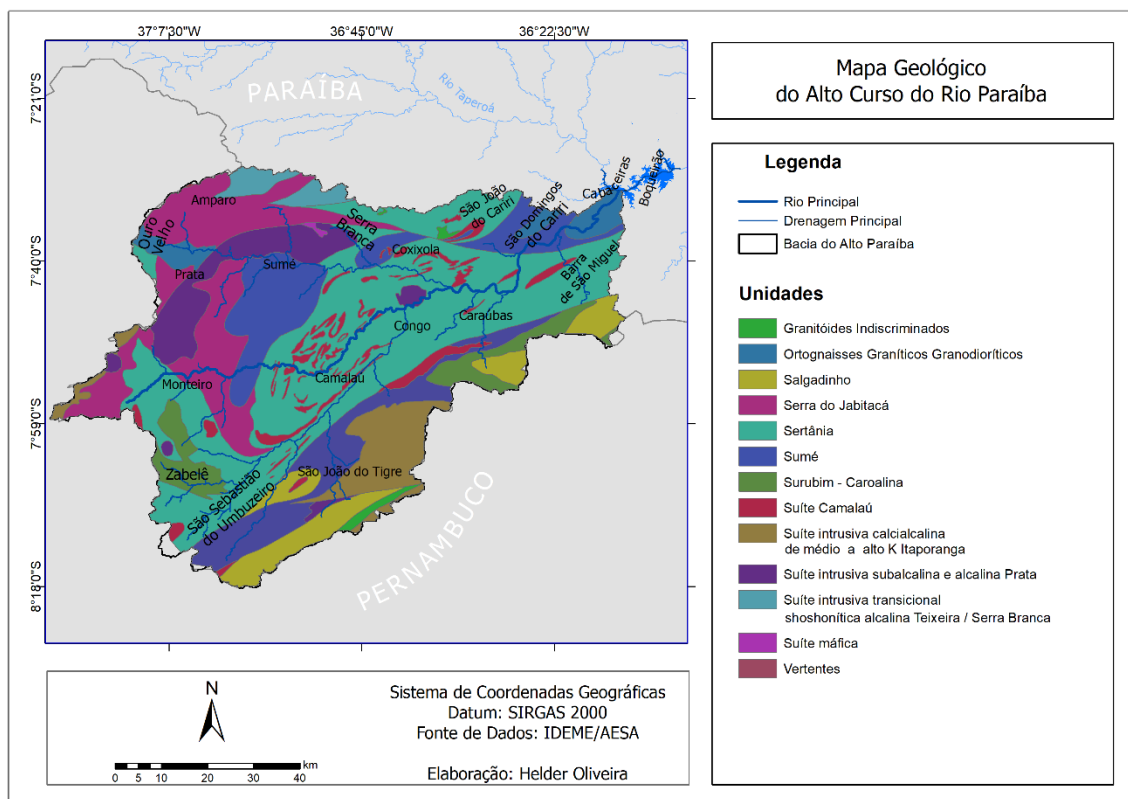 37°7'30"W
36°45'0"W
36°22'30"W
7°21'0"S
7°40'0"S
7°59'0"S
8°18'0"S
PARAÍBA
Rio Taperoá
Amparo
Ouro
Velho
Prata
Sumé
Serra
Branca
Coxixola
São João
do Cariri
São Domingos
do Cariri
Cabaceiras
Boqueirão
Barra
de São Miguel
Caraúbas
Congo
Camalaú
Monteiro
Zabelê
São Sebastião
do Umbuzeiro
São João do Tigre
PERNAMBUCO
Mapa Geológico
do Alto Curso do Rio Paraíba
Legenda
Rio Principal
Drenagem Principal
Bacia do Alto Paraíba
Unidades
Granitóides Indiscriminados
Ortognaisses Graníticos Granodioríticos
Salgadinho
Serra do Jabitacá
Sertânia
Sumé
Surubim - Caroalina
Suíte Camalaú
Suíte intrusiva calcialcalina
de médio a alto K Itaporanga
Suíte intrusiva subalcalina e alcalina Prata
Suíte intrusiva transicional
shoshonítica alcalina Teixeira / Serra Branca
Suíte máfica
Vertentes
N
km
0 5 10 20 30 40
Sistema de Coordenadas Geográficas
Datum: SIRGAS 2000
Fonte de Dados: IDEME/AESA
Elaboração: Helder Oliveira